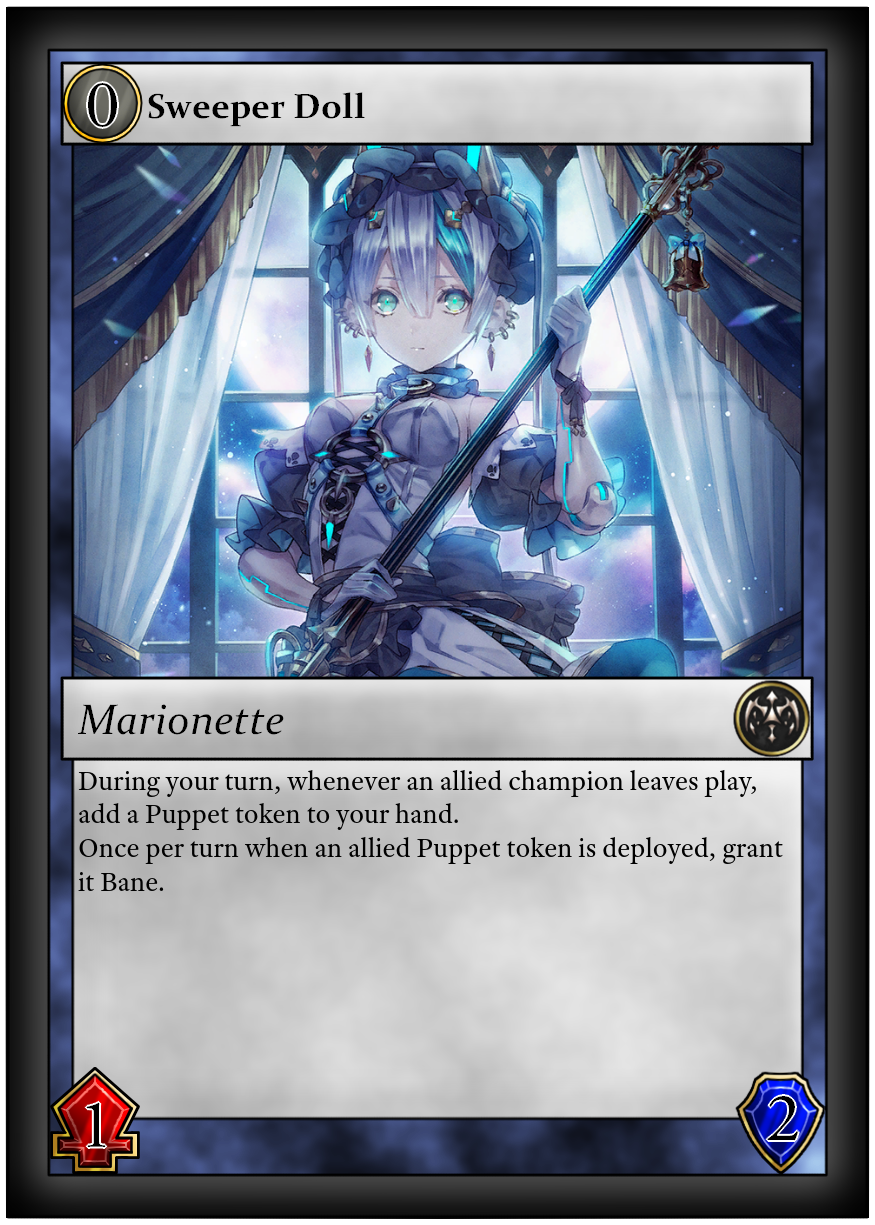 0
Sweeper Doll
Marionette
During your turn, whenever an allied champion leaves play,
add a Puppet token to your hand.
Once per turn when an allied Puppet token is deployed, grant
it Bane.
1
2